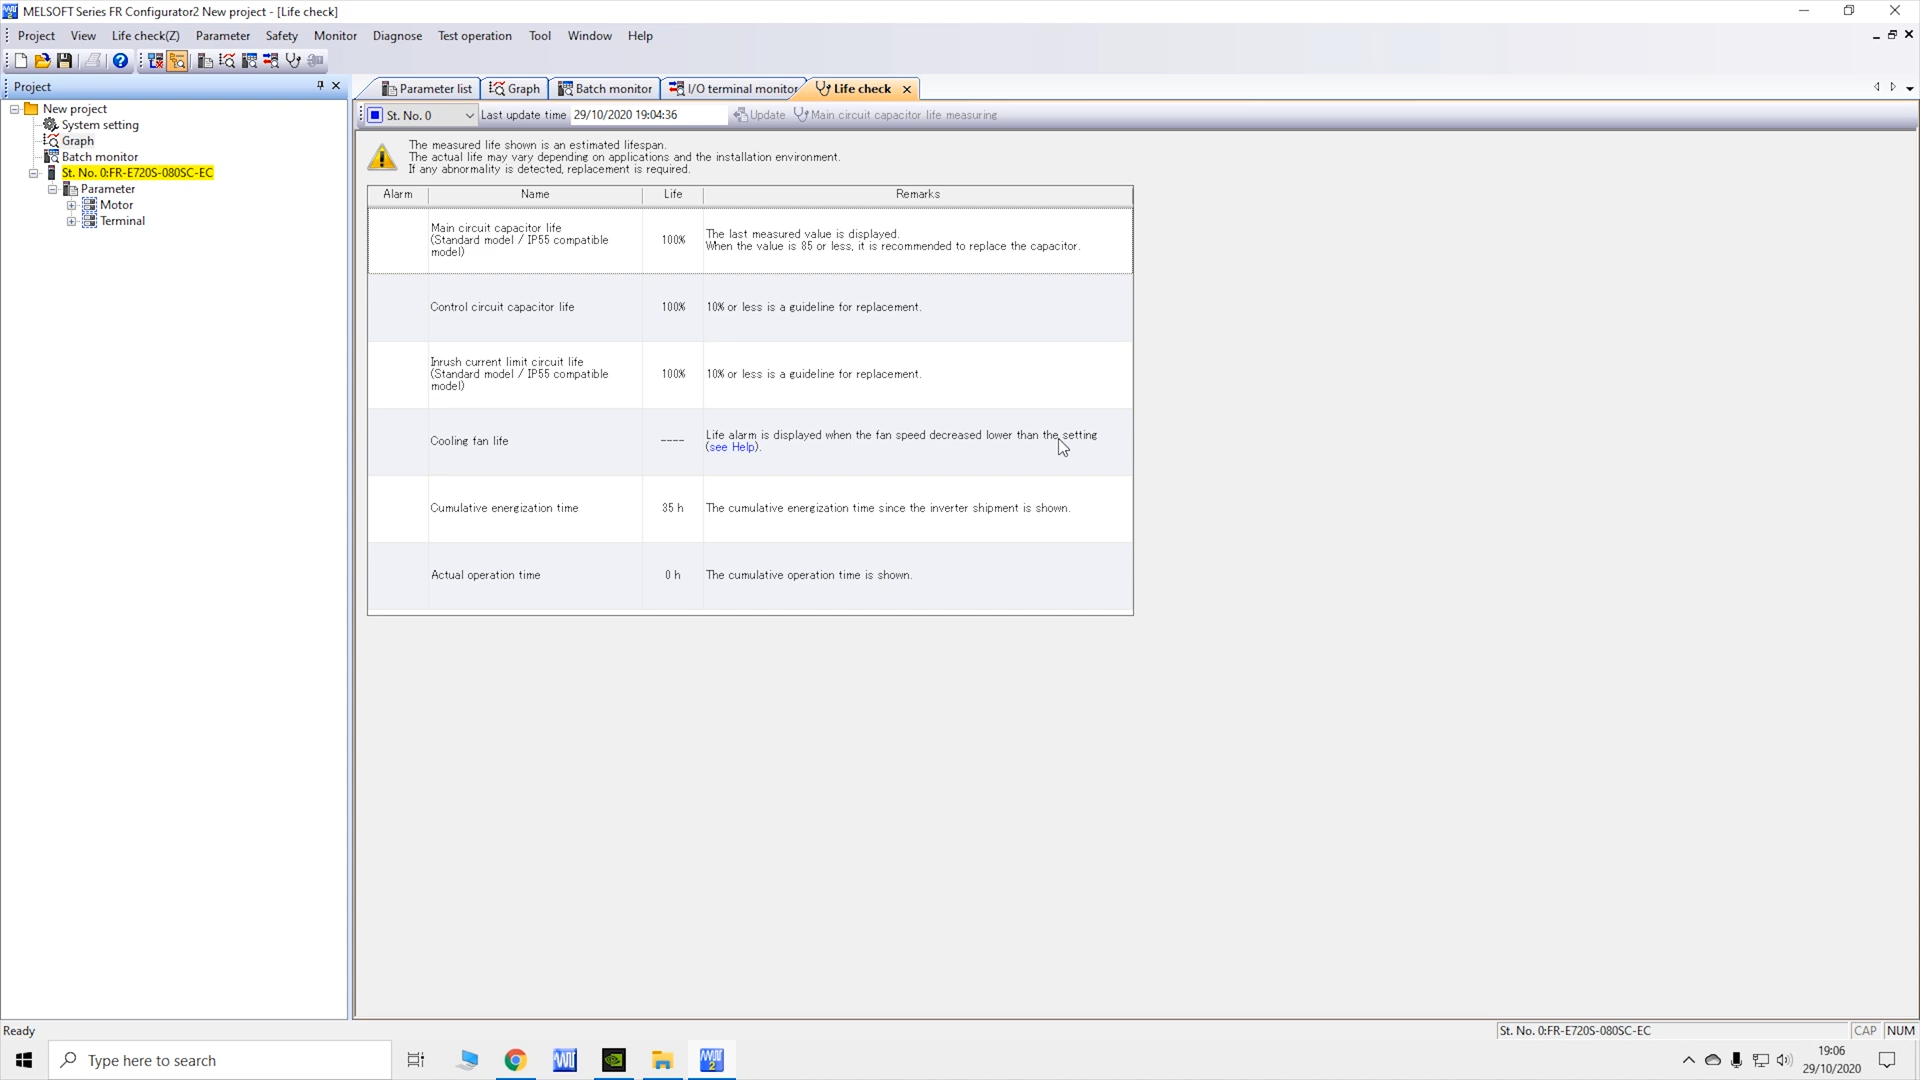 MELSOFT Series FR Configurator2 New project - [Life check]
Project View Life check(Z) Parameter Safety Monitor Diagnose Test operation Tool Window Help
Project
New project
System setting
Graph
Batch monitor
St. No. 0:FR-E720S-080SC-EC
Parameter
Motor
Terminal
Parameter list Graph Batch monitor I/O terminal monitor Life check
St. No. 0 Last update time 29/10/2020 19:04:36 Update Main circuit capacitor life measuring
The measured life shown is an estimated lifespan.
The actual life may vary depending on applications and the installation environment.
If any abnormality is detected, replacement is required.
Alarm Name Life Remarks
Main circuit capacitor life
(Standard model / IP55 compatible
model)
100%
The last measured value is displayed.
When the value is 85 or less, it is recommended to replace the capacitor.
Control circuit capacitor life 100% 10% or less is a guideline for replacement.
Inrush current limit circuit life
(Standard model / IP55 compatible
model)
100%
10% or less is a guideline for replacement.
Cooling fan life ----
Life alarm is displayed when the fan speed decreased lower than the setting
(see Help).
Cumulative energization time 35 h The cumulative energization time since the inverter shipment is shown.
Actual operation time 0 h The cumulative operation time is shown.
Ready St. No. 0:FR-E720S-080SC-EC CAP NUM
Type here to search
19:06
29/10/2020